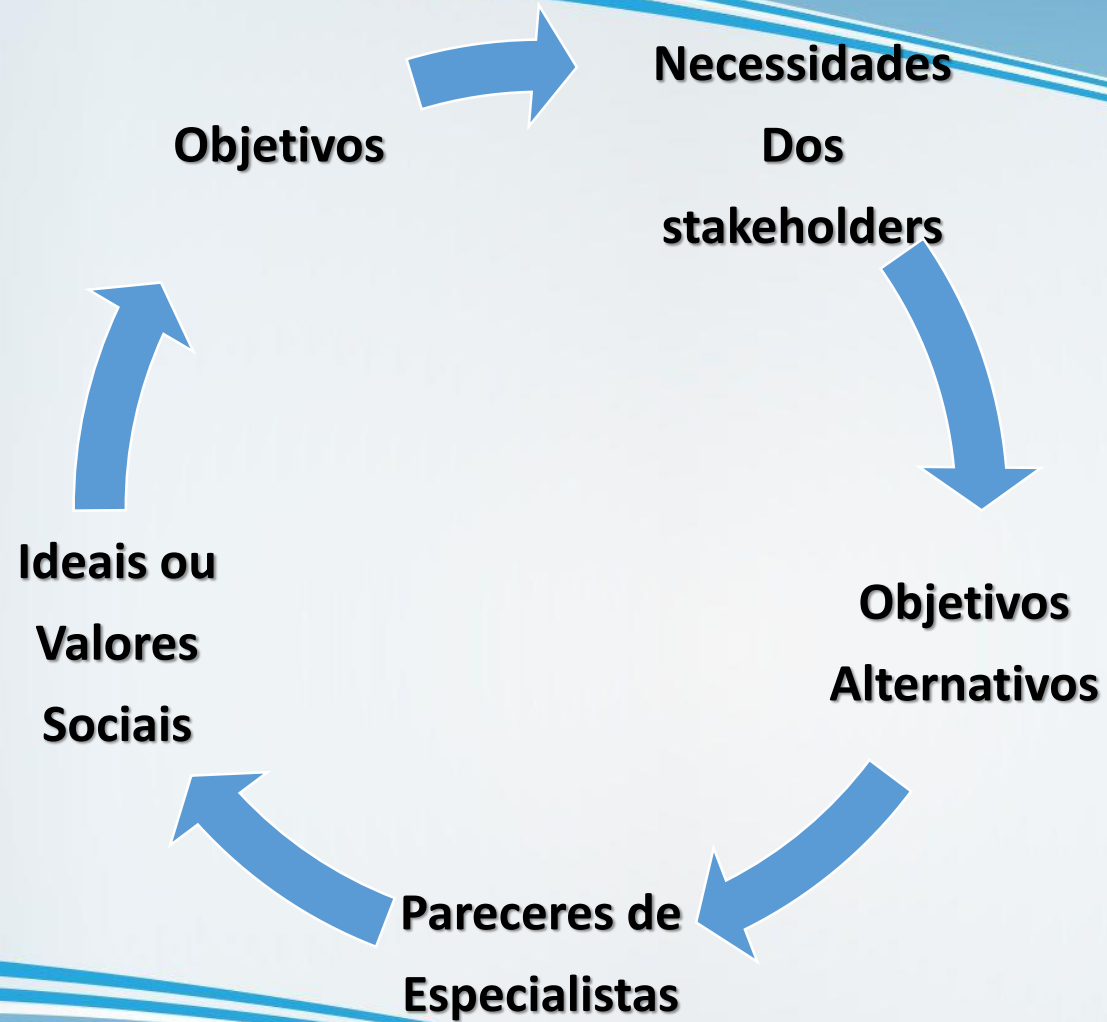 Objetivos
Necessidades
Dos
stakeholders
Objetivos
Alternativos
Pareceres de
Especialistas
Ideais ou
Valores
Sociais